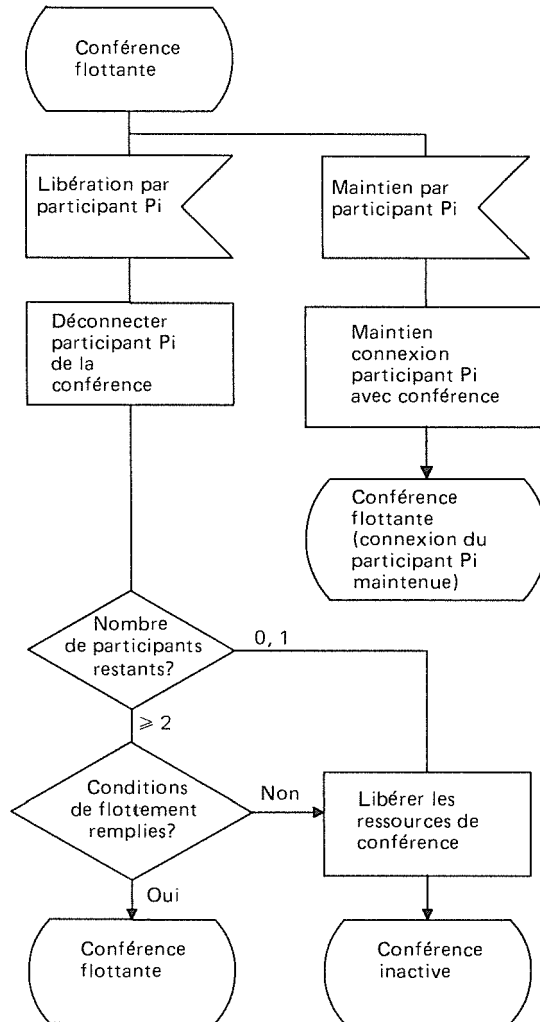 Conférence
flottante
Libération par
participant Pi
Maintien par
participant Pi
Déconnecter
participant Pi
de la
conférence
Maintien
connexion
participant Pi
avec conférence
Conférence
flottante
(connexion du
participant Pi
maintenue)
Nombre
de participants
restants?
0, 1
⩾ 2
Conditions
de flottement
remplies?
Non
Libérer les
ressources de
conférence
Oui
Conférence
flottante
Conférence
inactive